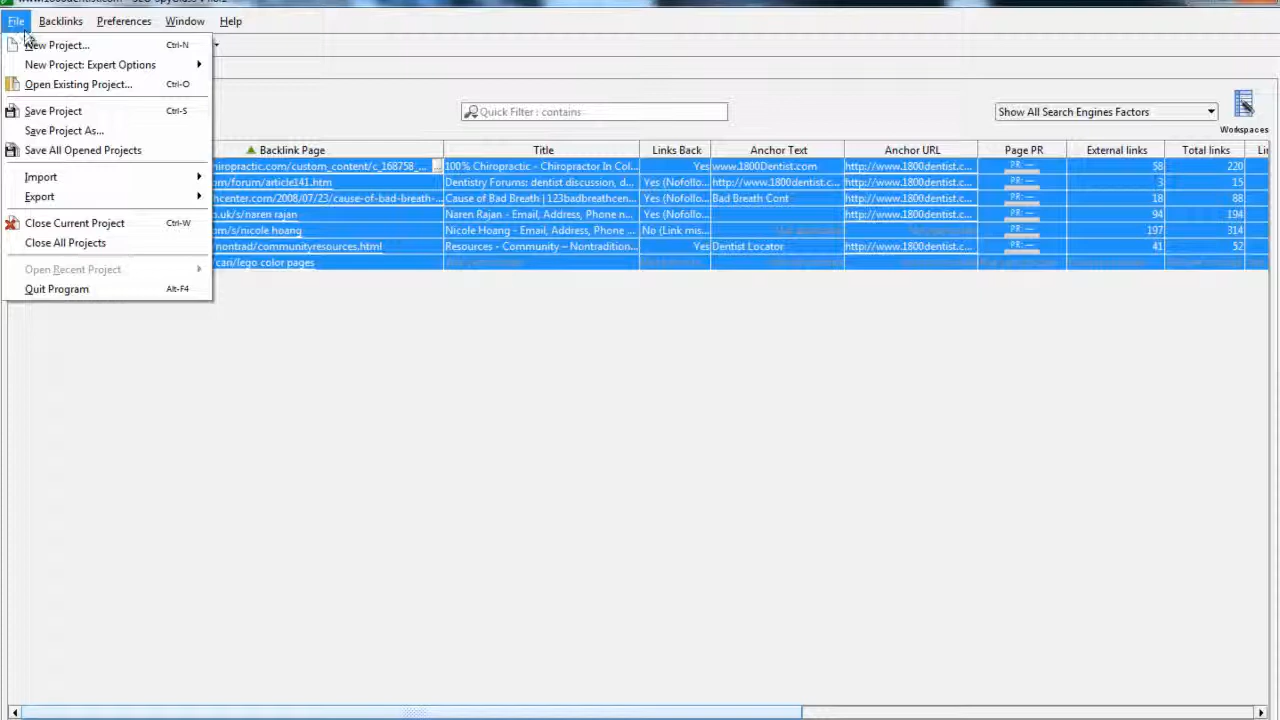 File Backlinks Preferences Window Help
New Project... Ctrl-N
New Project: Expert Options
Open Existing Project... Ctrl-O
Save Project Ctrl-S
Save Project As...
Save All Opened Projects
Import
Export
Close Current Project Ctrl-W
Close All Projects
Open Recent Project
Quit Program Alt-F4
Quick Filter : contains
Show All Search Engines Factors
Workspaces
Backlink Page Title Links Back Anchor Text Anchor URL Page PR External links Total links
hiropractic.com/custom_content/c_168758_... ... 100% Chiropractic - Chiropractor In Col... Yes www.1800Dentist.com http://www.1800dentist.c... PR: 58 220
om/forum/article141.htm Dentistry Forums: dentist discussion, d... Yes (Nofollo... http://www.1800dentist.c... http://www.1800dentist.c... PR: 3 15
hcenter.com/2008/07/23/cause-of-bad-breath-... Cause of Bad Breath | 123badbreathcen... Yes (Nofollo... Bad Breath Cont http://www.1800dentist.c... PR: 18 88
.uk/s/naren rajan Naren Rajan - Email, Address, Phone n... Yes (Nofollo... http://www.1800dentist.c... PR: 94 194
om/s/nicole hoang Nicole Hoang - Email, Address, Phone ... No (Link mis... PR: 197 314
/nontrad/communityresources.html Resources - Community – Nontradition... Yes Dentist Locator http://www.1800dentist.c... PR: 41 52
/cari/lego color pages